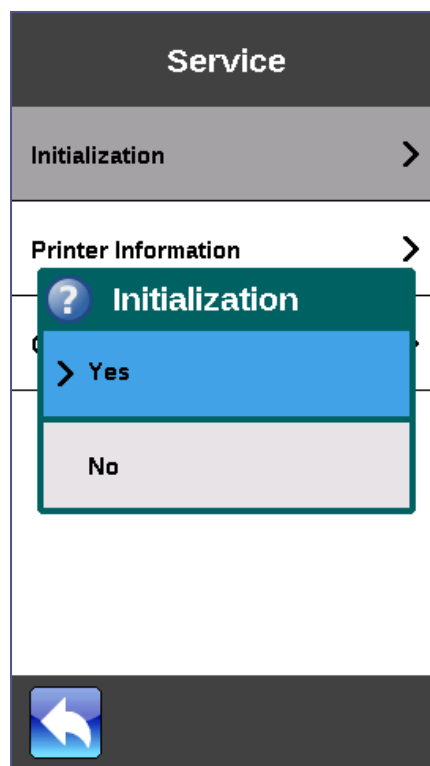 Service
Initialization
Printer Information
Initialization
Yes
No